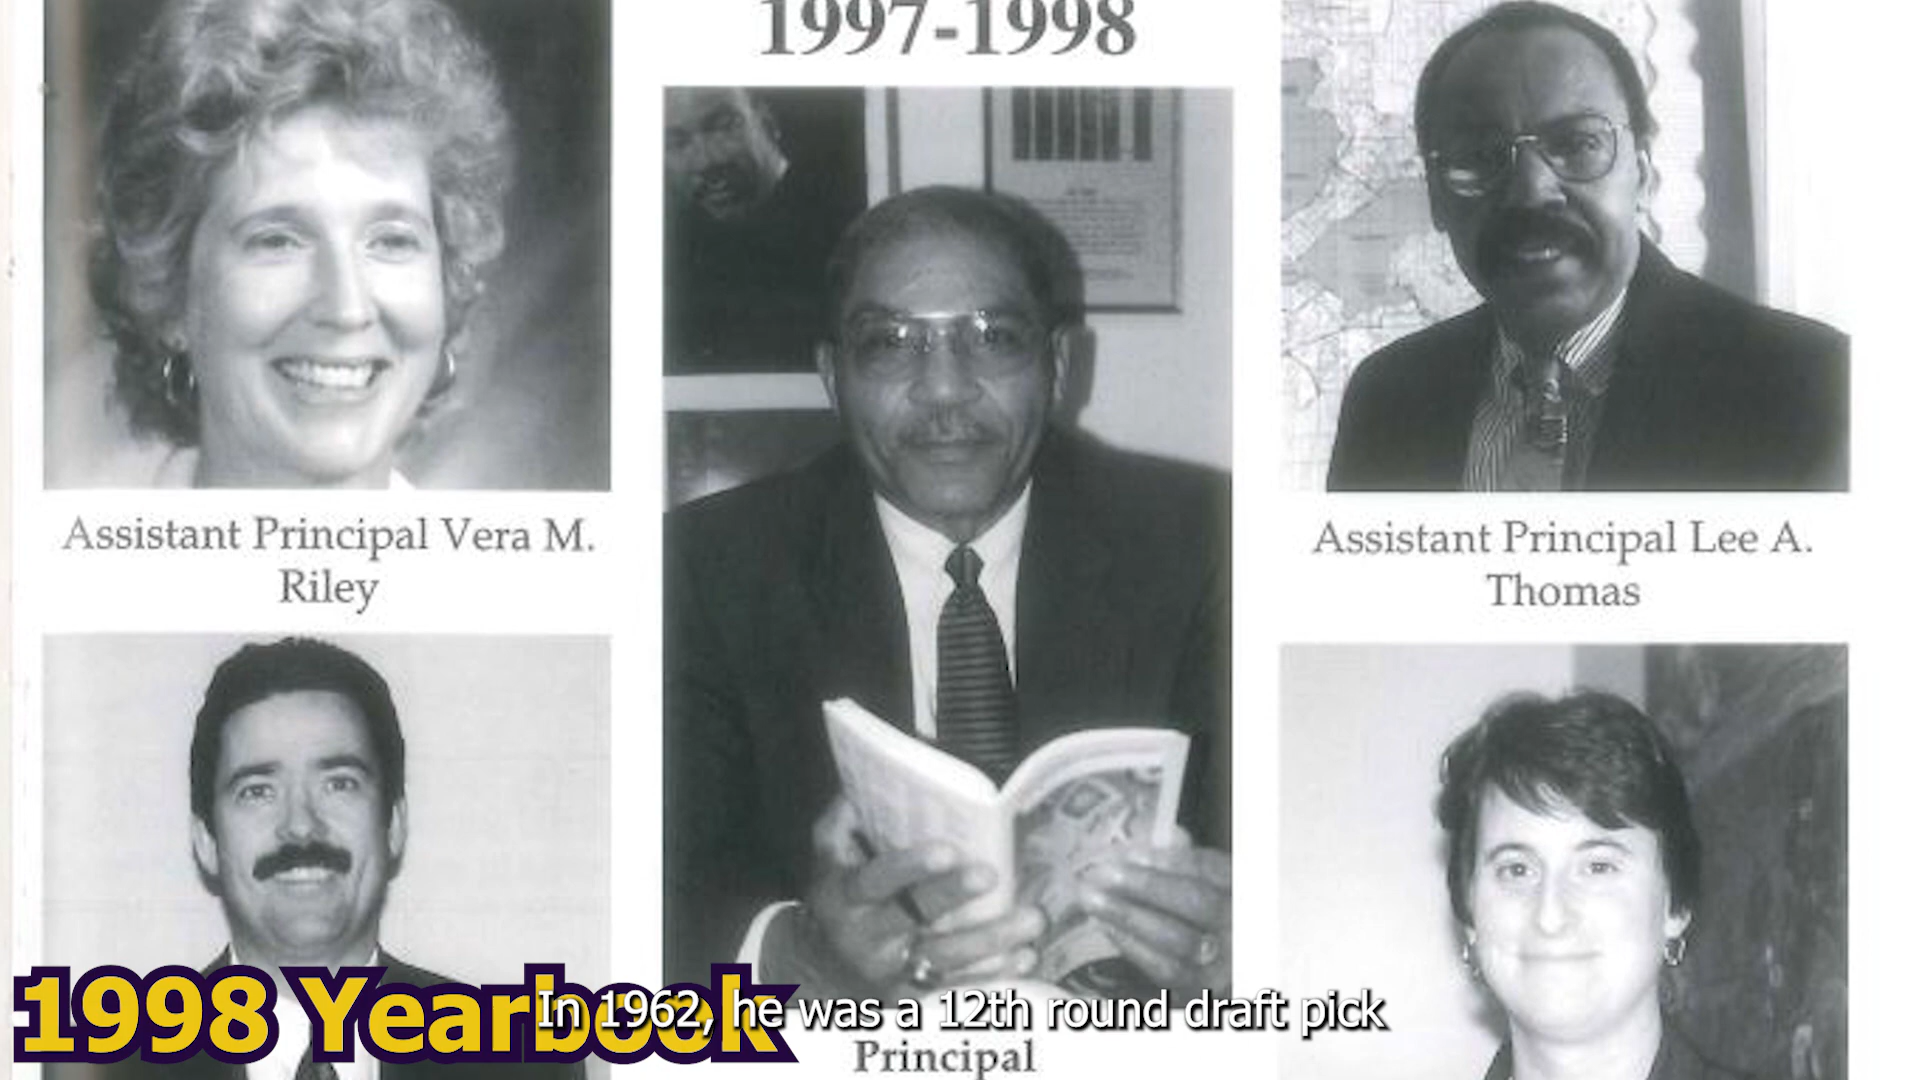 1997-1998
Assistant Principal Vera M.
Riley
Assistant Principal Lee A.
Thomas
1998 Yearbook
In 1962, he was a 12th round draft pick
Principal